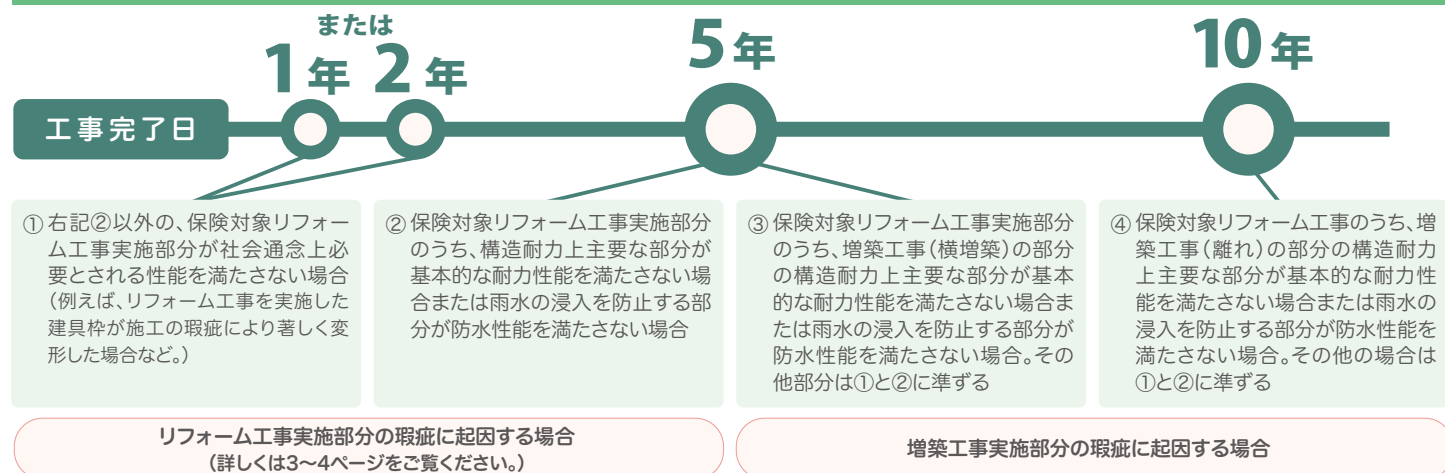 または
1年 2年
5年
10年
工事完了日
① 右記②以外の、保険対象リフォー
ム工事実施部分が社会通念上必
要とされる性能を満たさない場合
(例えば、リフォーム工事を実施した
建具枠が施工の瑕疵により著しく変
形した場合など。)
② 保険対象リフォーム工事実施部分
のうち、構造耐力上主要な部分が
基本的な耐力性能を満たさない場
合または雨水の浸入を防止する部
分が防水性能を満たさない場合
③ 保険対象リフォーム工事実施部分
のうち、増築工事(横増築)の部分
の構造耐力上主要な部分が基本
的な耐力性能を満たさない場合ま
たは雨水の浸入を防止する部分が
防水性能を満たさない場合。その
他部分は①と②に準ずる
④ 保険対象リフォーム工事のうち、増
築工事(離れ)の部分の構造耐力
上主要な部分が基本的な耐力性
能を満たさない場合または雨水の
浸入を防止する部分が防水性能を
満たさない場合。その他の場合は
①と②に準ずる
リフォーム工事実施部分の瑕疵に起因する場合
(詳しくは3~4ページをご覧ください。)
増築工事実施部分の瑕疵に起因する場合